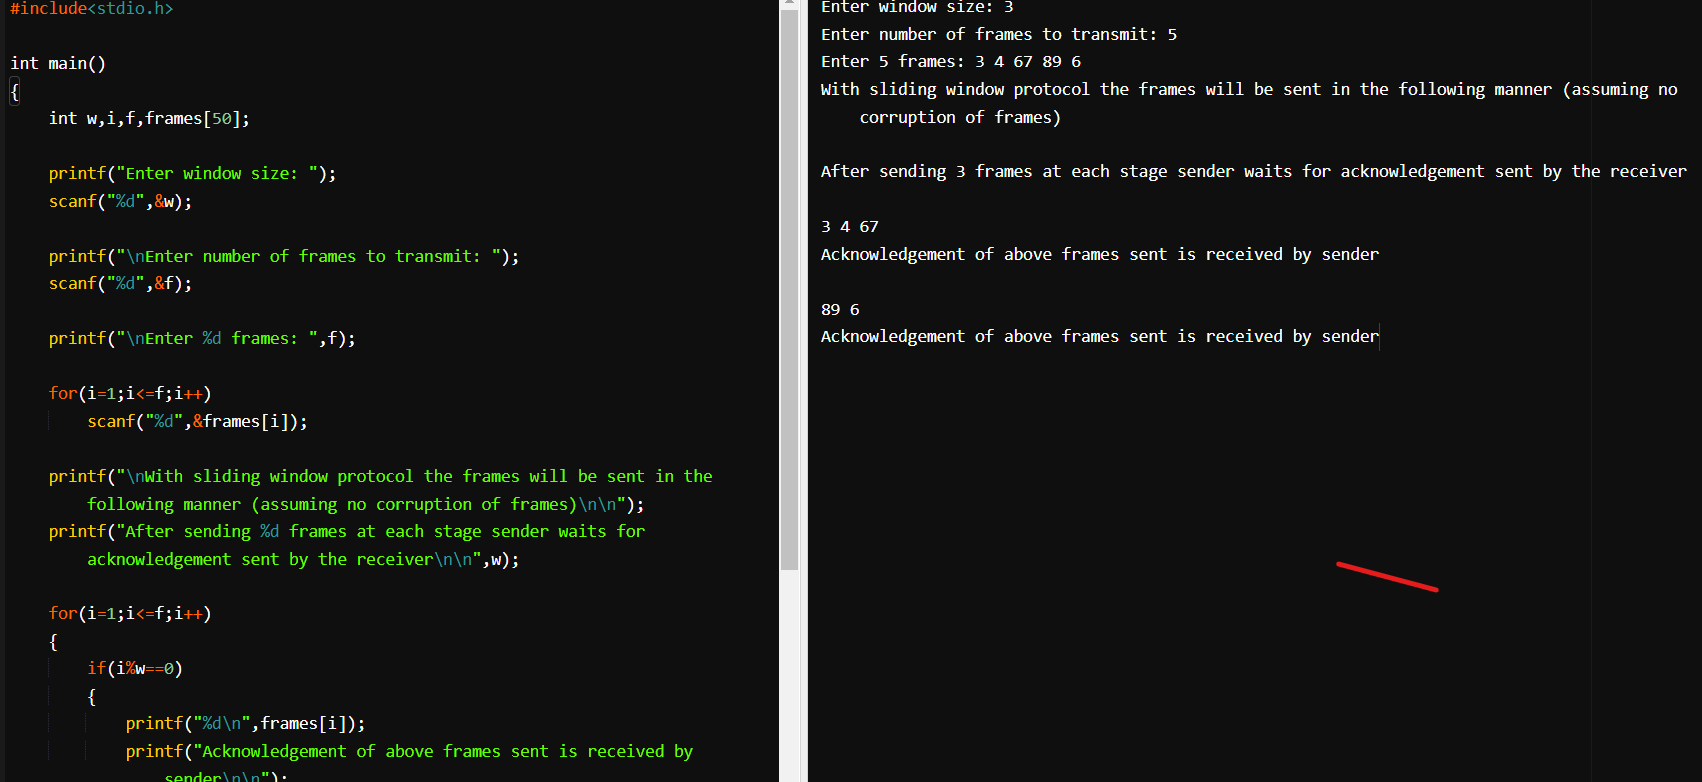 #include<stdio.h>
int main()
{
int w,i,f,frames[50];
printf("Enter window size: ");
scanf("%d",&w);
printf("\nEnter number of frames to transmit: ");
scanf("%d",&f);
printf("\nEnter %d frames: ",f);
for(i=1;i<=f;i++)
scanf("%d",&frames[i]);
printf("\nWith sliding window protocol the frames will be sent in the
following manner (assuming no corruption of frames)\n\n");
printf("After sending %d frames at each stage sender waits for
acknowledgement sent by the receiver\n\n",w);
for(i=1;i<=f;i++)
{
if(i%w==0)
{
printf("%d\n",frames[i]);
printf("Acknowledgement of above frames sent is received by
sender\n\n");
Enter window size: 3
Enter number of frames to transmit: 5
Enter 5 frames: 3 4 67 89 6
With sliding window protocol the frames will be sent in the following manner (assuming no
corruption of frames)
After sending 3 frames at each stage sender waits for acknowledgement sent by the receiver
3 4 67
Acknowledgement of above frames sent is received by sender
89 6
Acknowledgement of above frames sent is received by sender